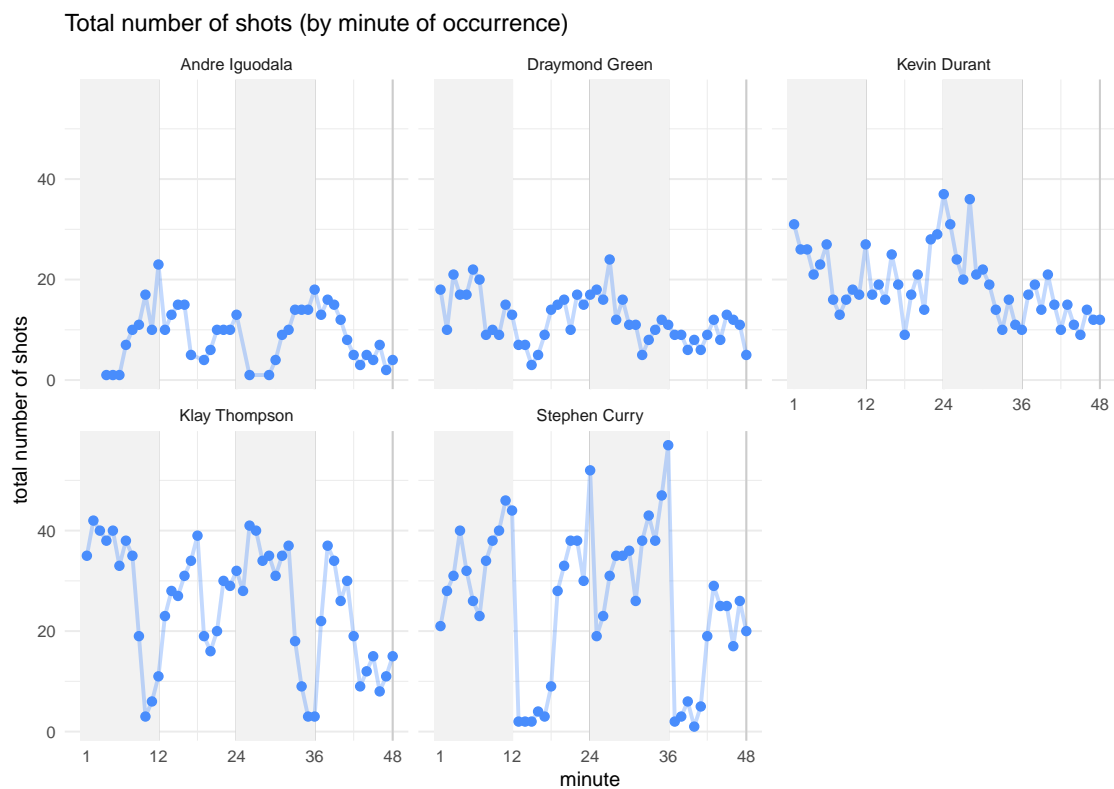 Total number of shots (by minute of occurrence)
Andre Iguodala
Draymond Green
Kevin Durant
40
20
0
1 12 24 36 48
Klay Thompson
Stephen Curry
40
20
0
1 12 24 36 48
1 12 24 36 48
total number of shots
minute